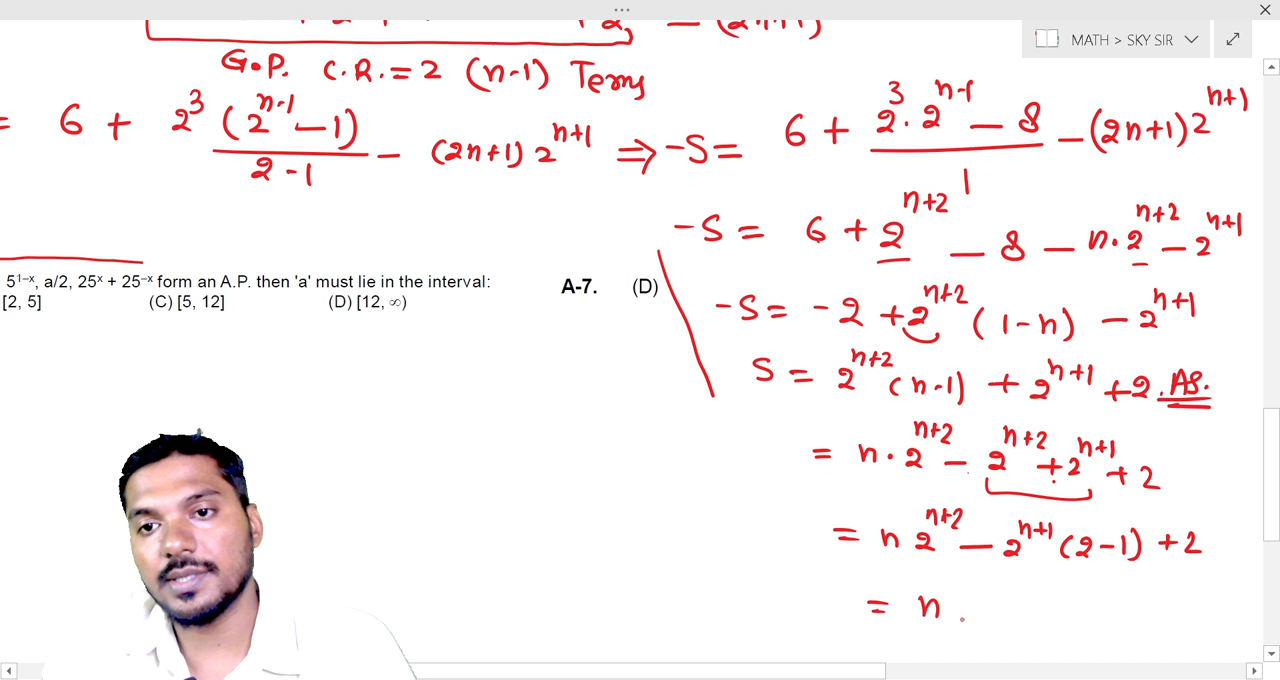 MATH > SKY SIR
G.P. C.R. = 2 (n-1) Terms
= 6 + 2³ (2ⁿ⁻¹ – 1) / 2-1 – (2n+1) 2ⁿ⁺¹ ⇒ -S = 6 + 2³·2ⁿ⁻¹ – 8 / 1 – (2n+1) 2ⁿ⁺¹
-S = 6 + 2ⁿ⁺² – 8 – n·2ⁿ⁺² – 2ⁿ⁺¹
5¹⁻ˣ, a/2, 25ˣ + 25⁻ˣ form an A.P. then 'a' must lie in the interval: A-7. (D)
[2, 5] (C) [5, 12] (D) [12, ∞)
-S = -2 + 2ⁿ⁺² (1-n) – 2ⁿ⁺¹
S = 2ⁿ⁺² (n-1) + 2ⁿ⁺¹ + 2. AS.
= n·2ⁿ⁺² – 2ⁿ⁺² + 2ⁿ⁺¹ + 2
= n 2ⁿ⁺² – 2ⁿ⁺¹ (2-1) + 2
= n .